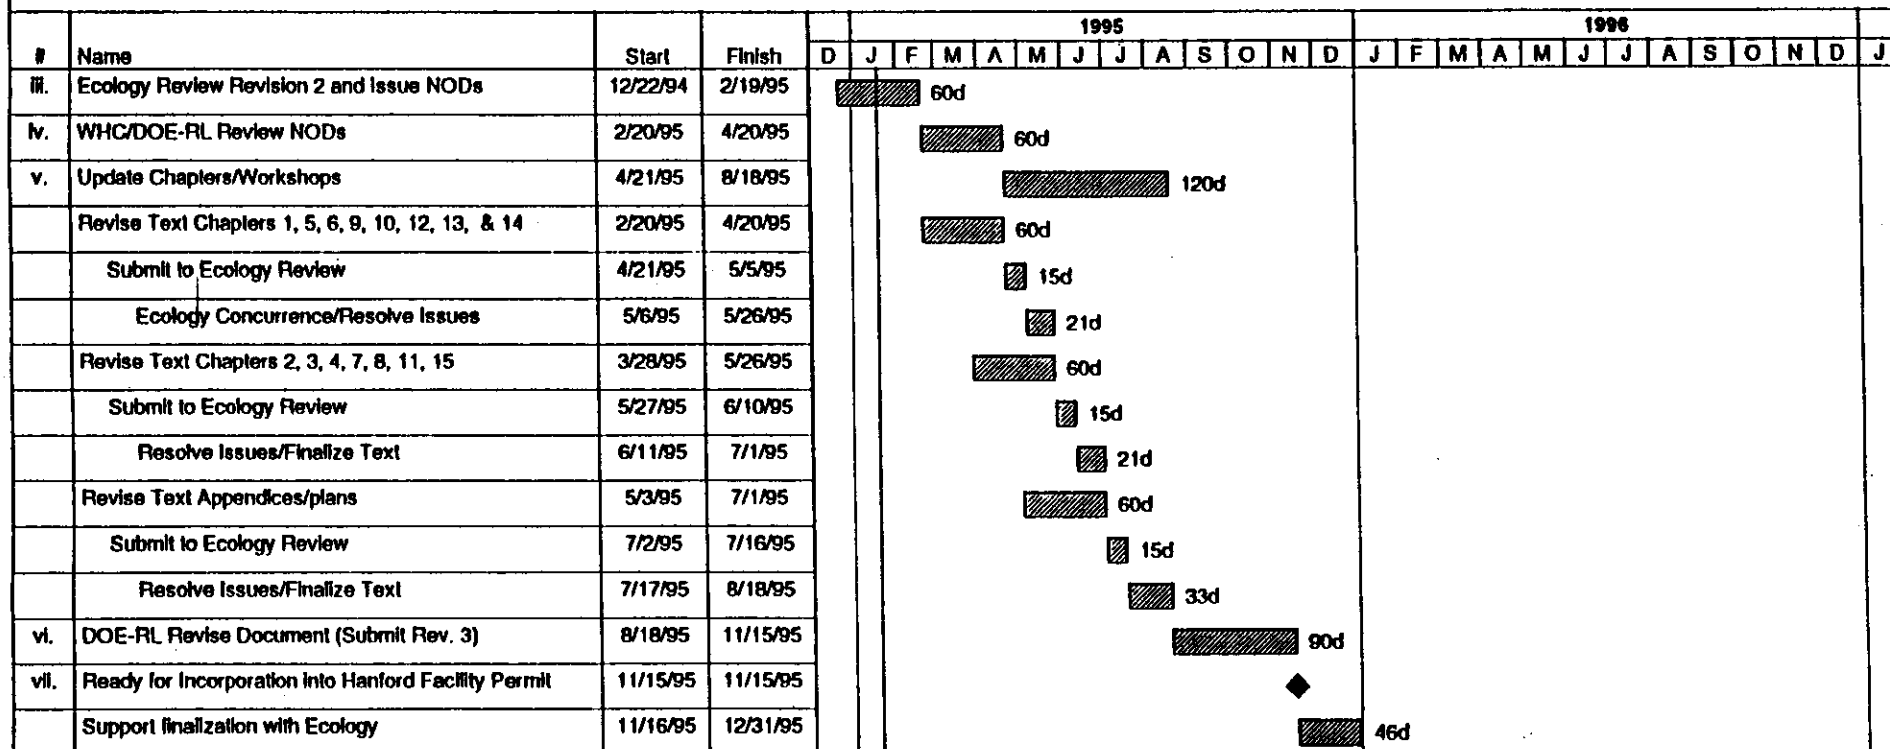 1995 1996
# Name Start Finish D J F M A M J J A S O N D J F M A M J J A S O N D J
iii. Ecology Review Revision 2 and Issue NODs 12/22/94 2/19/95 60d
iv. WHC/DOE-RL Review NODs 2/20/95 4/20/95 60d
v. Update Chapters/Workshops 4/21/95 8/18/95 120d
Revise Text Chapters 1, 5, 6, 9, 10, 12, 13, & 14 2/20/95 4/20/95 60d
Submit to Ecology Review 4/21/95 5/5/95 15d
Ecology Concurrence/Resolve Issues 5/6/95 5/26/95 21d
Revise Text Chapters 2, 3, 4, 7, 8, 11, 15 3/28/95 5/26/95 60d
Submit to Ecology Review 5/27/95 6/10/95 15d
Resolve Issues/Finalize Text 6/11/95 7/1/95 21d
Revise Text Appendices/plans 5/3/95 7/1/95 60d
Submit to Ecology Review 7/2/95 7/16/95 15d
Resolve Issues/Finalize Text 7/17/95 8/18/95 33d
vi. DOE-RL Revise Document (Submit Rev. 3) 8/18/95 11/15/95 90d
vii. Ready for Incorporation into Hanford Facility Permit 11/15/95 11/15/95
Support finalization with Ecology 11/16/95 12/31/95 46d